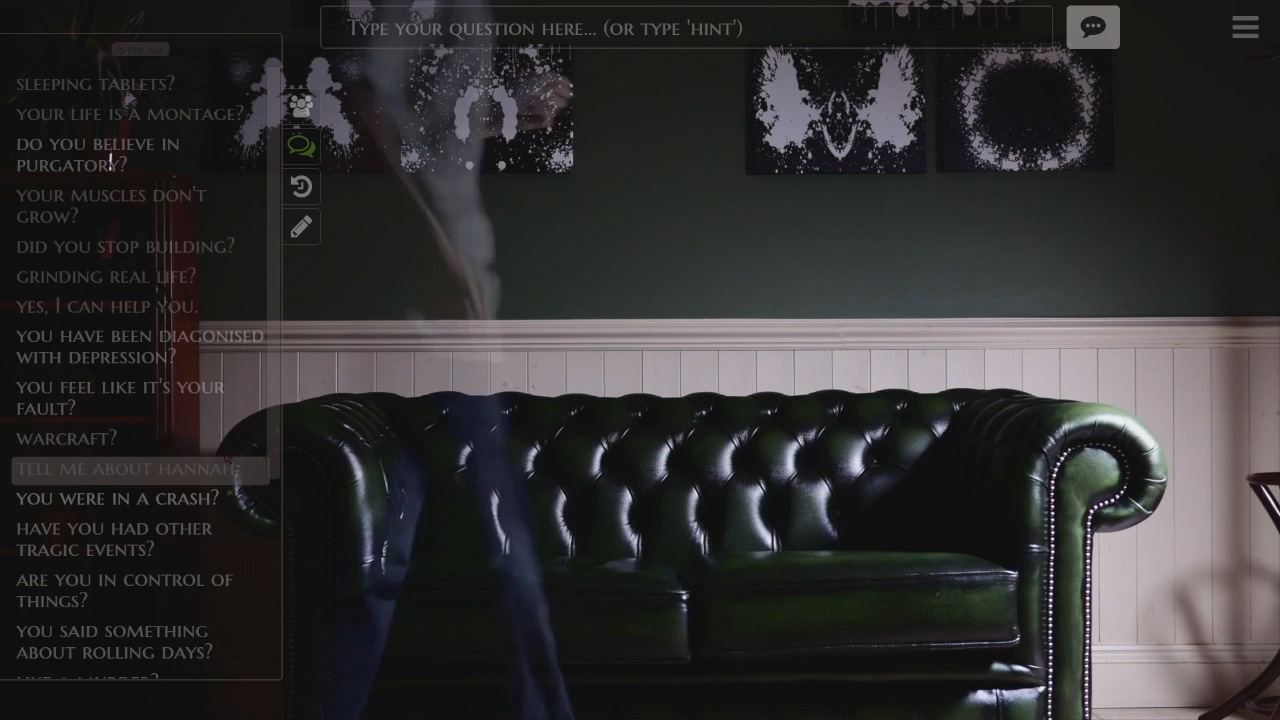 Type your question here... (or type 'hint')
SHOW ALL
SLEEPING TABLETS?
YOUR LIFE IS A MONTAGE?
DO YOU BELIEVE IN
PURGATORY?
YOUR MUSCLES DON'T
GROW?
DID YOU STOP BUILDING?
GRINDING REAL LIFE?
YES, I CAN HELP YOU.
YOU HAVE BEEN DIAGONISED
WITH DEPRESSION?
YOU FEEL LIKE IT'S YOUR
FAULT?
WARCRAFT?
TELL ME ABOUT HANNAH.
YOU WERE IN A CRASH? *
HAVE YOU HAD OTHER
TRAGIC EVENTS?
ARE YOU IN CONTROL OF
THINGS?
YOU SAID SOMETHING
ABOUT ROLLING DAYS?